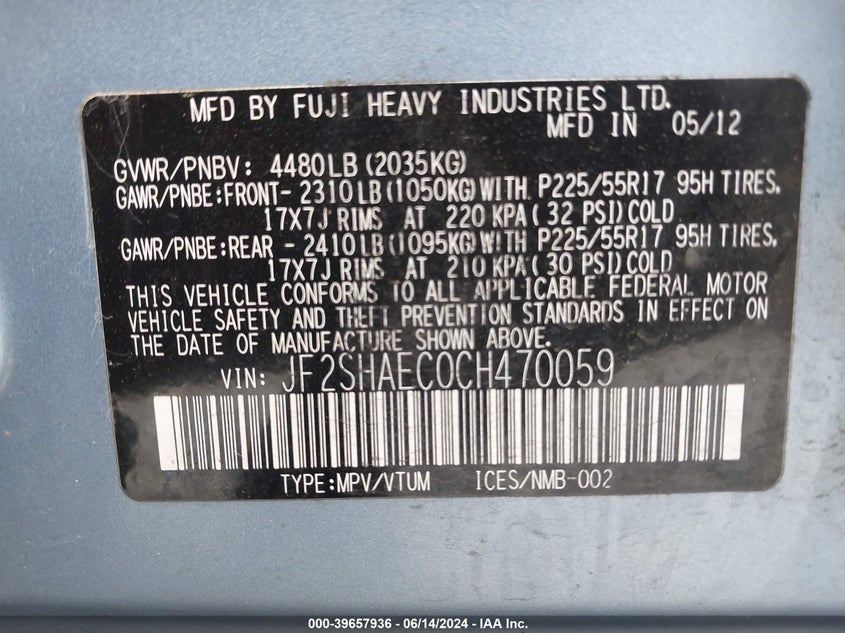 MFD BY FUJI HEAVY INDUSTRIES LTD.
MFD IN 05/12
GVWR/PNBV: 4480LB(2035KG)
GAWR/PNBE:FRONT- 2310LB(1050KG)WITH P225/55R17 95H TIRES.
17X7J RIMS AT 220 KPA( 32 PSI)COLD
GAWR/PNBE:REAR - 2410LB(1095KG)WITH P225/55R17 95H TIRES.
17X7J RIMS AT 210 KPA( 30 PSI)COLD
THIS VEHICLE CONFORMS TO ALL APPLICABLE FEDERAL MOTOR
VEHICLE SAFETY AND THEFT PREVENTION STANDARDS IN EFFECT ON
THE DATE OF MANUFACTURE SHOWN ABOVE.
VIN: JF2SHAEC0CH470059
TYPE:MPV/VTUM ICES/NMB-002
000-39657936 - 06/14/2024 - IAA Inc.